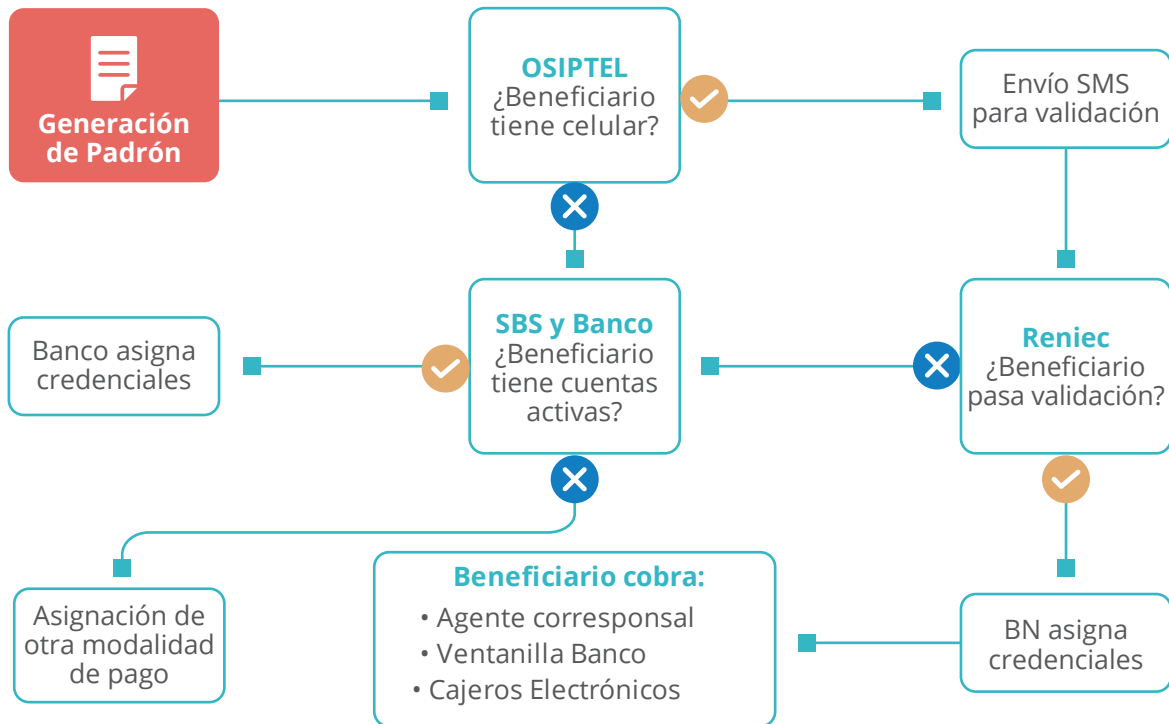 Generación
de Padrón
OSIPTEL
¿Beneficiario
tiene celular?
Envío SMS
para validación
Banco asigna
credenciales
SBS y Banco
¿Beneficiario
tiene cuentas
activas?
Reniec
¿Beneficiario
pasa validación?
Asignación de
otra modalidad
de pago
Beneficiario cobra:
• Agente corresponsal
• Ventanilla Banco
• Cajeros Electrónicos
BN asigna
credenciales